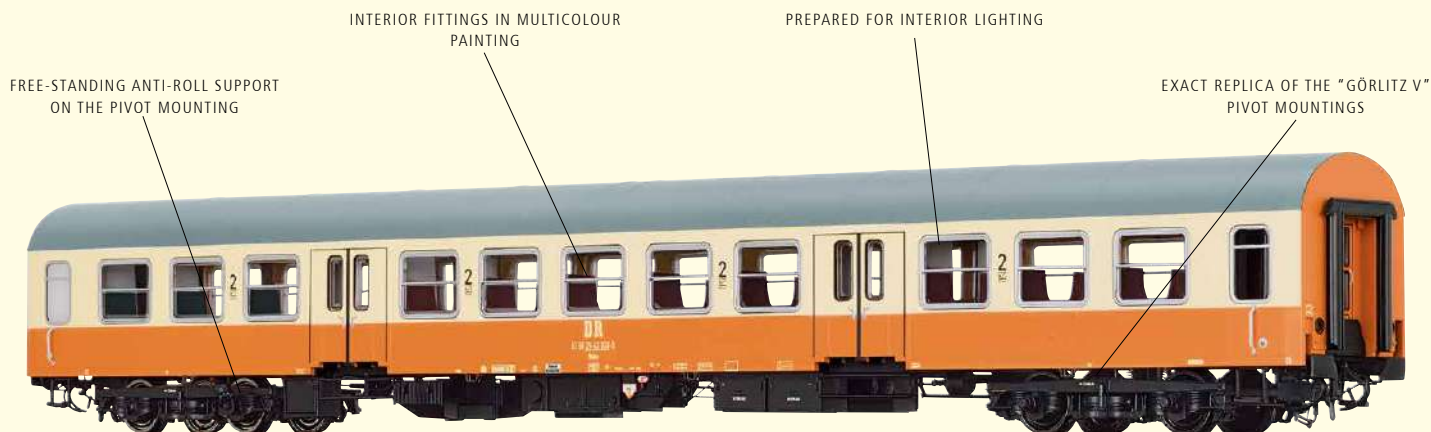 INTERIOR FITTINGS IN MULTICOLOUR
PAINTING
PREPARED FOR INTERIOR LIGHTING
FREE-STANDING ANTI-ROLL SUPPORT
ON THE PIVOT MOUNTING
EXACT REPLICA OF THE "GÖRLITZ V"
PIVOT MOUNTINGS
2
2
2
2
DR